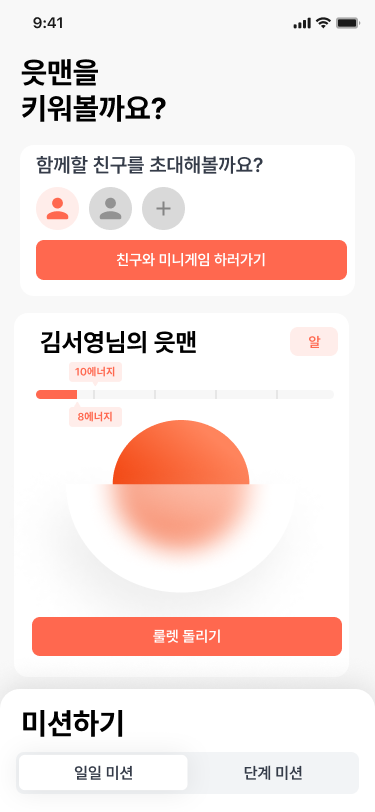 9:41
읏맨을
키워볼까요?
함께할 친구를 초대해볼까요?
친구와 미니게임 하러가기
김서영님의 읏맨
알
10에너지
8에너지
룰렛 돌리기
미션하기
일일 미션
단계 미션